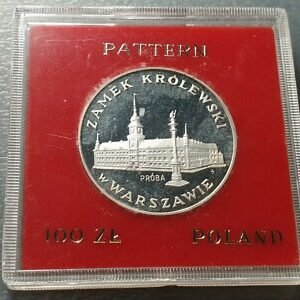 PATTERN
ZAMEK KRÓLEWSKI
PRÓBA
W WARSZAWIE
100 ZŁ POLAND